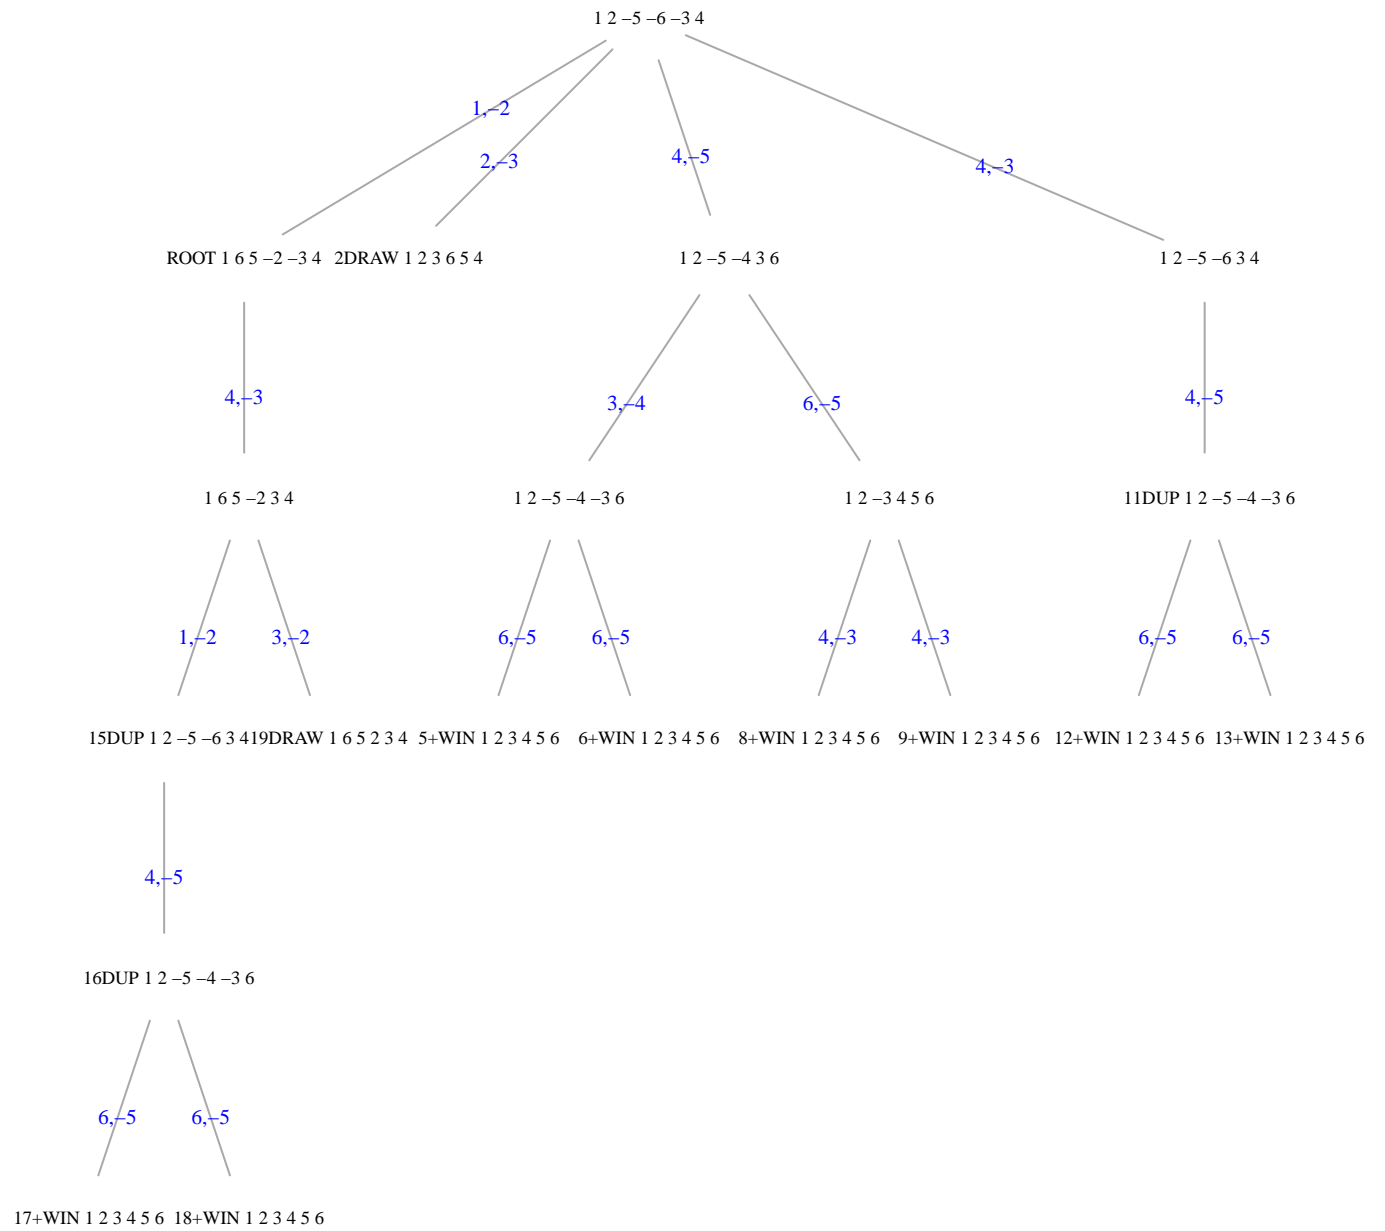 1 2 –5 –6 –3 4
1,–2
2,–3
4,–5
4,–3
ROOT 1 6 5 –2 –3 4
2DRAW 1 2 3 6 5 4
1 2 –5 –4 3 6
1 2 –5 –6 3 4
4,–3
3,–4
6,–5
4,–5
1 6 5 –2 3 4
1 2 –5 –4 –3 6
1 2 –3 4 5 6
11DUP 1 2 –5 –4 –3 6
1,–2
3,–2
6,–5
6,–5
4,–3
4,–3
6,–5
6,–5
15DUP 1 2 –5 –6 3 4
19DRAW 1 6 5 2 3 4
5+WIN 1 2 3 4 5 6
6+WIN 1 2 3 4 5 6
8+WIN 1 2 3 4 5 6
9+WIN 1 2 3 4 5 6
12+WIN 1 2 3 4 5 6
13+WIN 1 2 3 4 5 6
4,–5
16DUP 1 2 –5 –4 –3 6
6,–5
6,–5
17+WIN 1 2 3 4 5 6
18+WIN 1 2 3 4 5 6